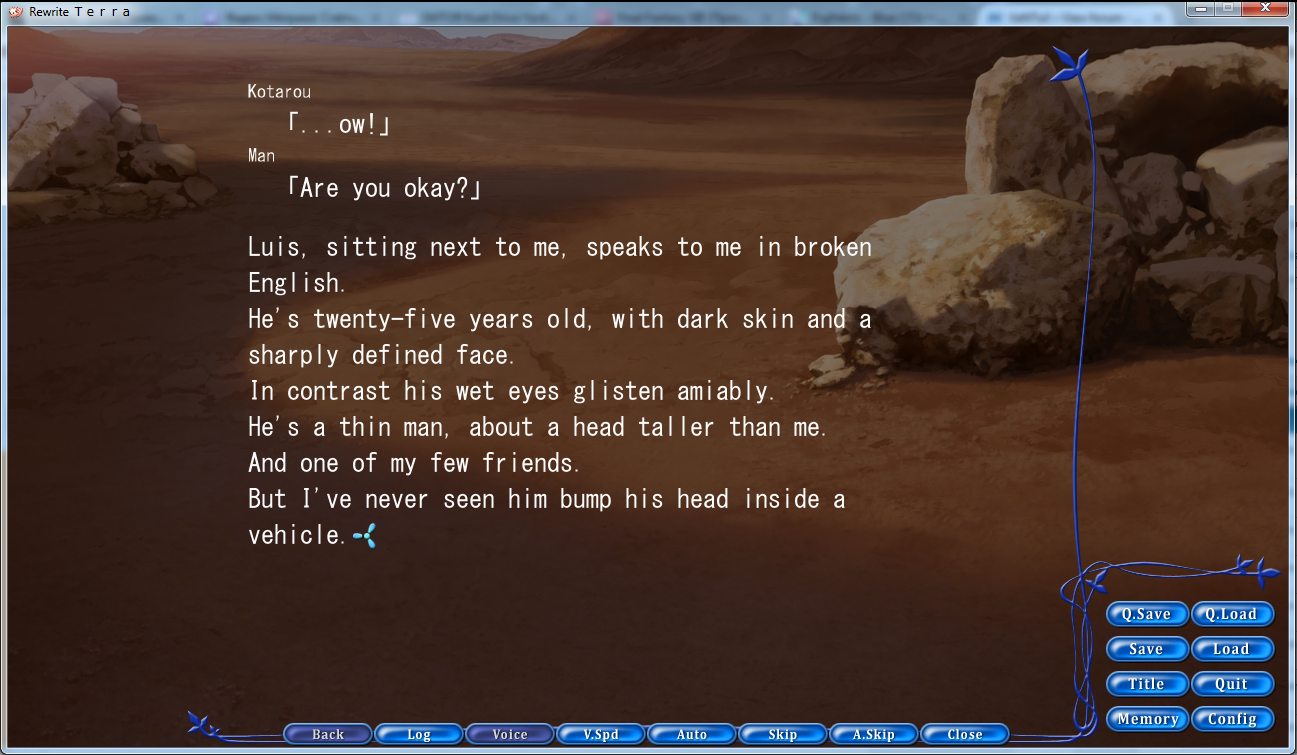 Rewrite Terra
Kotarou
「...ow!」
Man
「Are you okay?」
Luis, sitting next to me, speaks to me in broken
English.
He's twenty-five years old, with dark skin and a
sharply defined face.
In contrast his wet eyes glisten amiably.
He's a thin man, about a head taller than me.
And one of my few friends.
But I've never seen him bump his head inside a
vehicle.
Q.Save Q.Load
Save Load
Title Quit
Memory Config
Back Log Voice V.Spd Auto Skip A.Skip Close